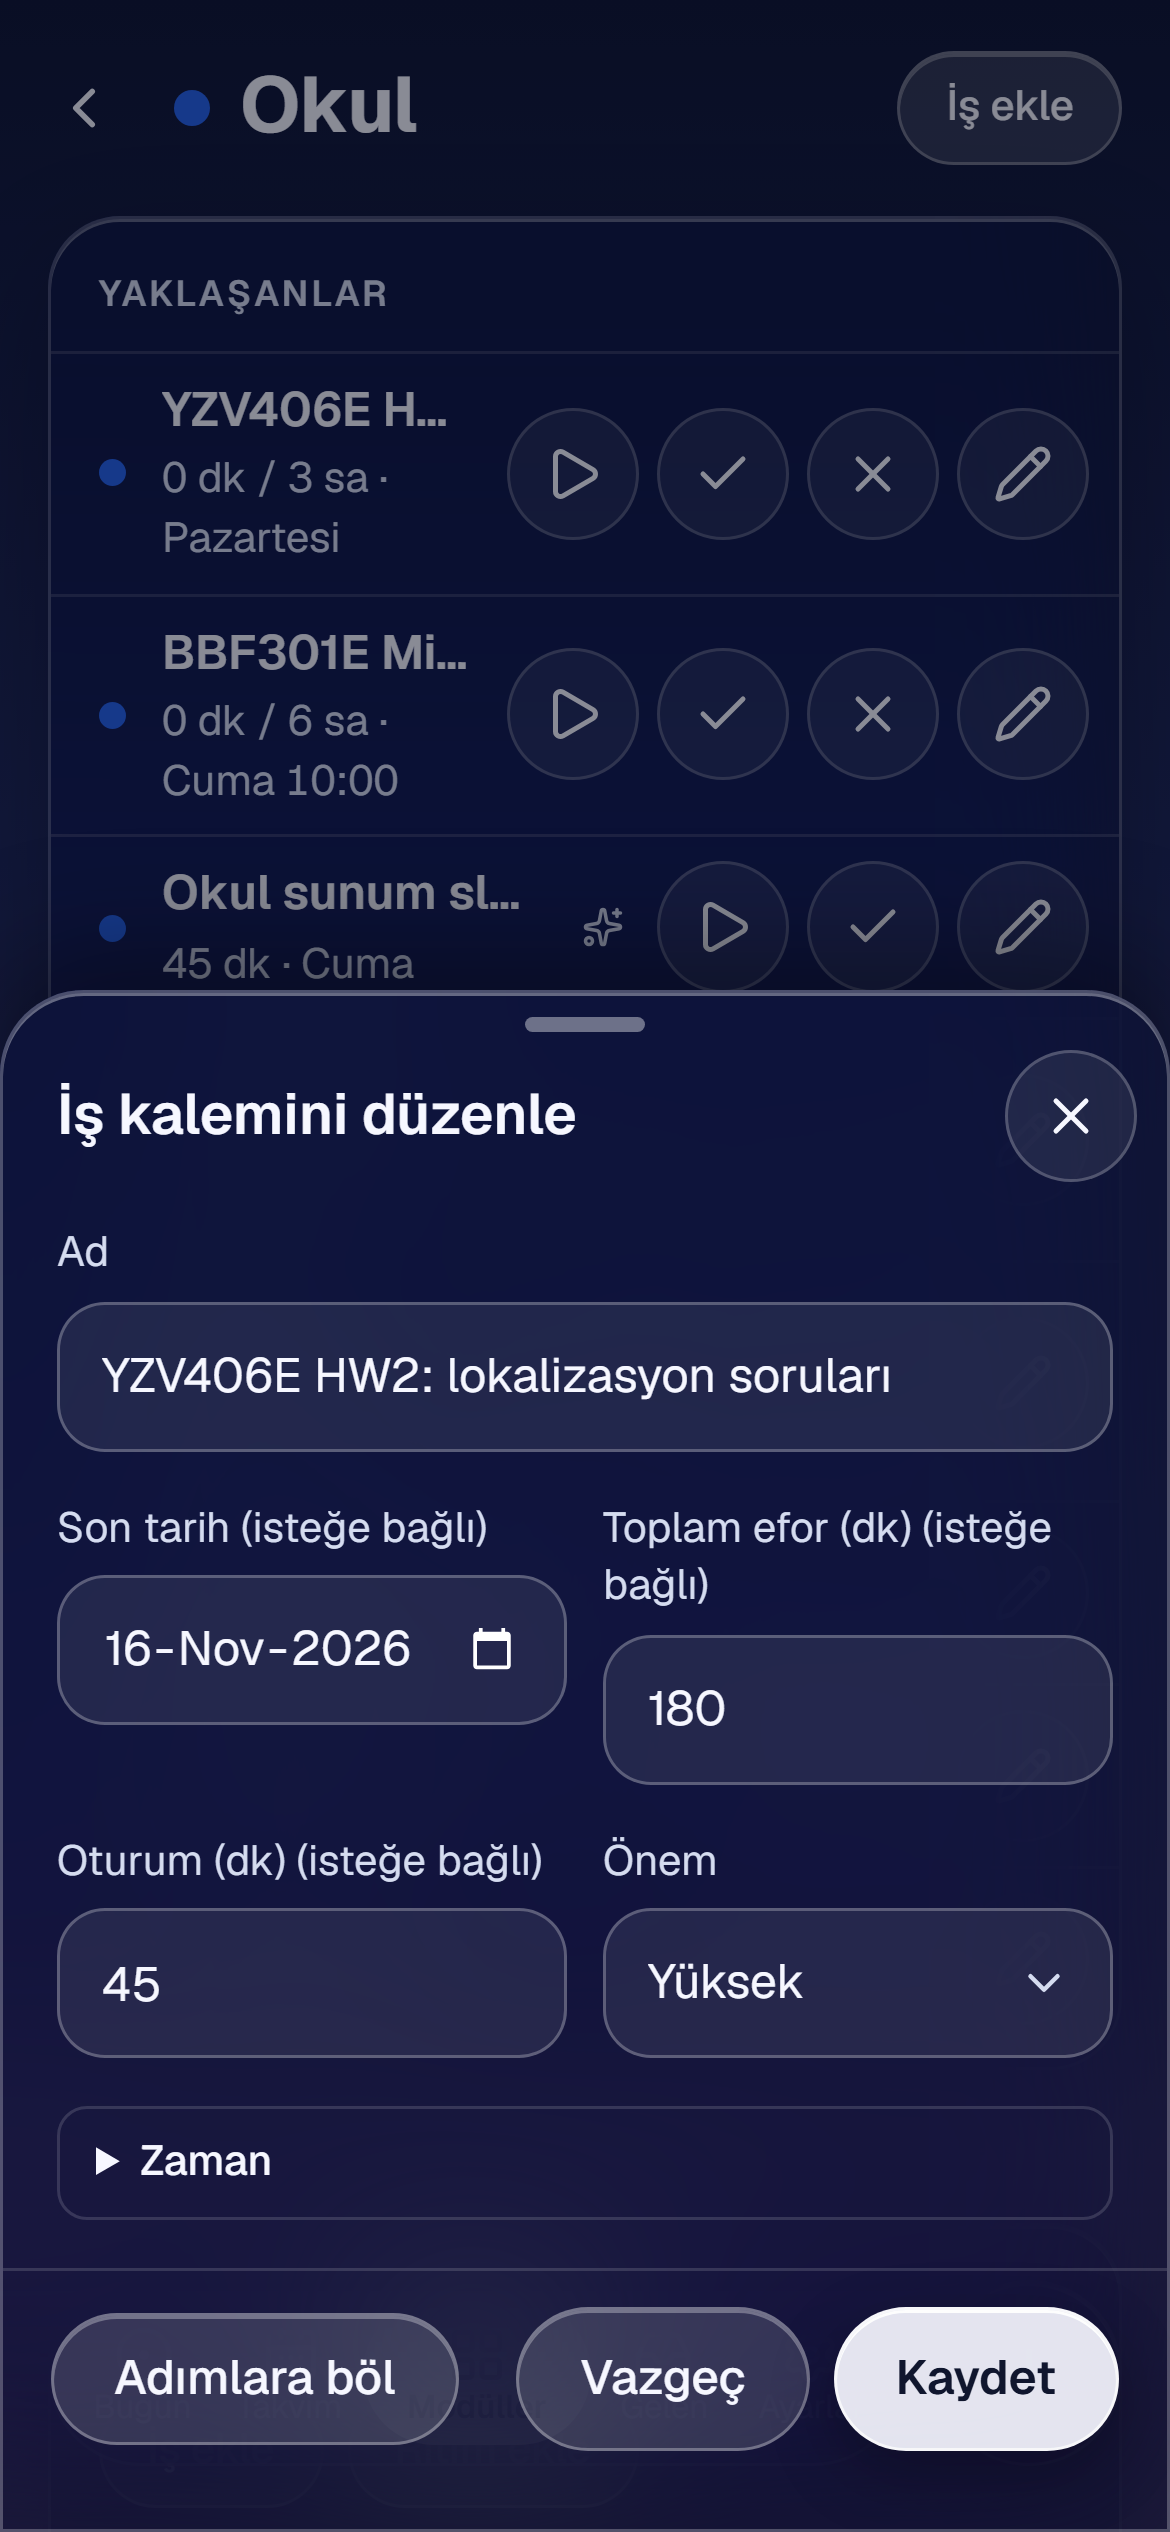 Okul
İş ekle
YAKLAŞANLAR
YZV406E H...
0 dk / 3 sa ·
Pazartesi
BBF301E Mi...
0 dk / 6 sa ·
Cuma 10:00
Okul sunum sl...
45 dk · Cuma
İş kalemini düzenle
Ad
YZV406E HW2: lokalizasyon soruları
Son tarih (isteğe bağlı)
Toplam efor (dk) (isteğe
bağlı)
16-Nov-2026
180
Oturum (dk) (isteğe bağlı)
Önem
45
Yüksek
Zaman
Adımlara böl
Vazgeç
Kaydet